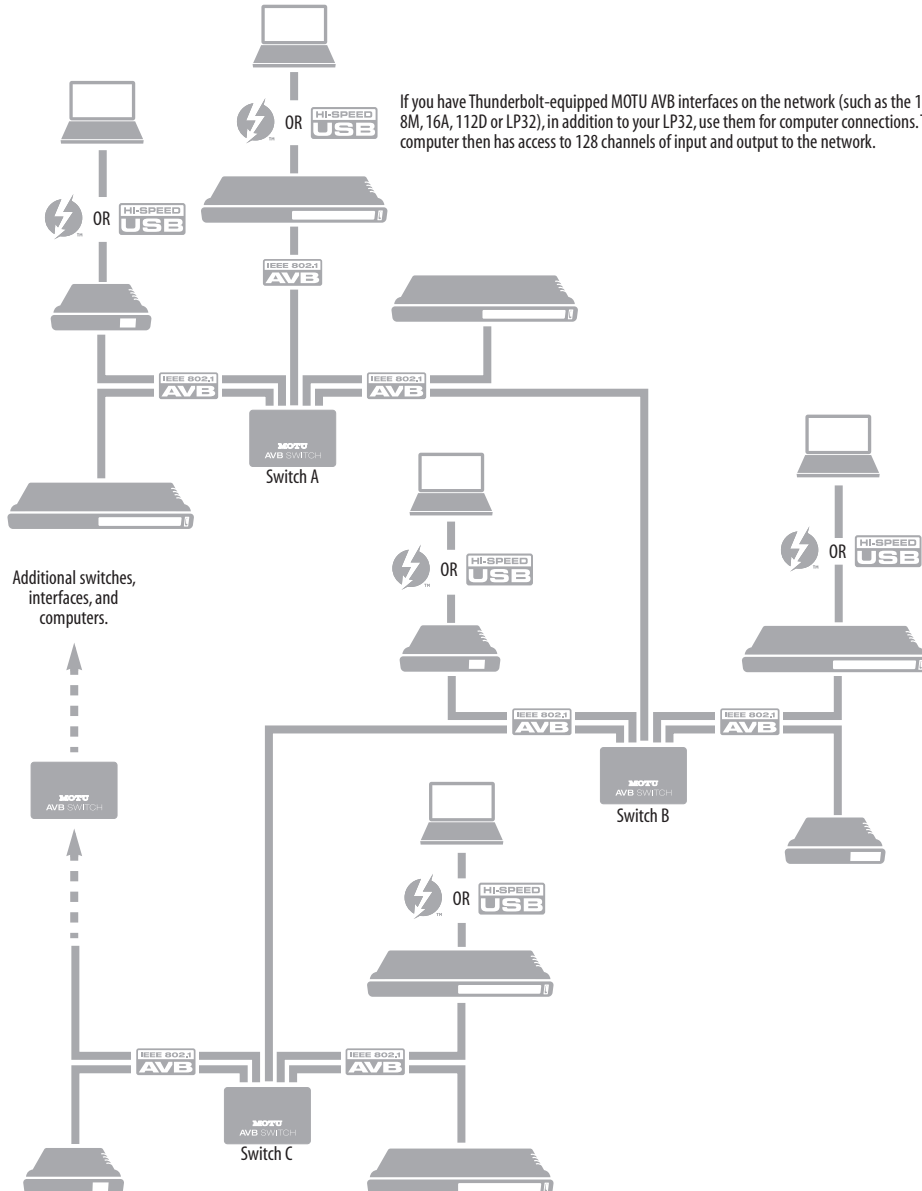 OR HI-SPEED USB
If you have Thunderbolt-equipped MOTU AVB interfaces on the network (such as the 1
8M, 16A, 112D or LP32), in addition to your LP32, use them for computer connections.
computer then has access to 128 channels of input and output to the network.
OR HI-SPEED USB
IEEE 802.1 AVB
IEEE 802.1 AVB
IEEE 802.1 AVB
MOTU
AVB SWITCH
Switch A
OR HI-SPEED USB
OR HI-SPEED USB
Additional switches,
interfaces, and
computers.
IEEE 802.1 AVB
IEEE 802.1 AVB
MOTU
AVB SWITCH
Switch B
MOTU
AVB SWITCH
OR HI-SPEED USB
IEEE 802.1 AVB
IEEE 802.1 AVB
MOTU
AVB SWITCH
Switch C